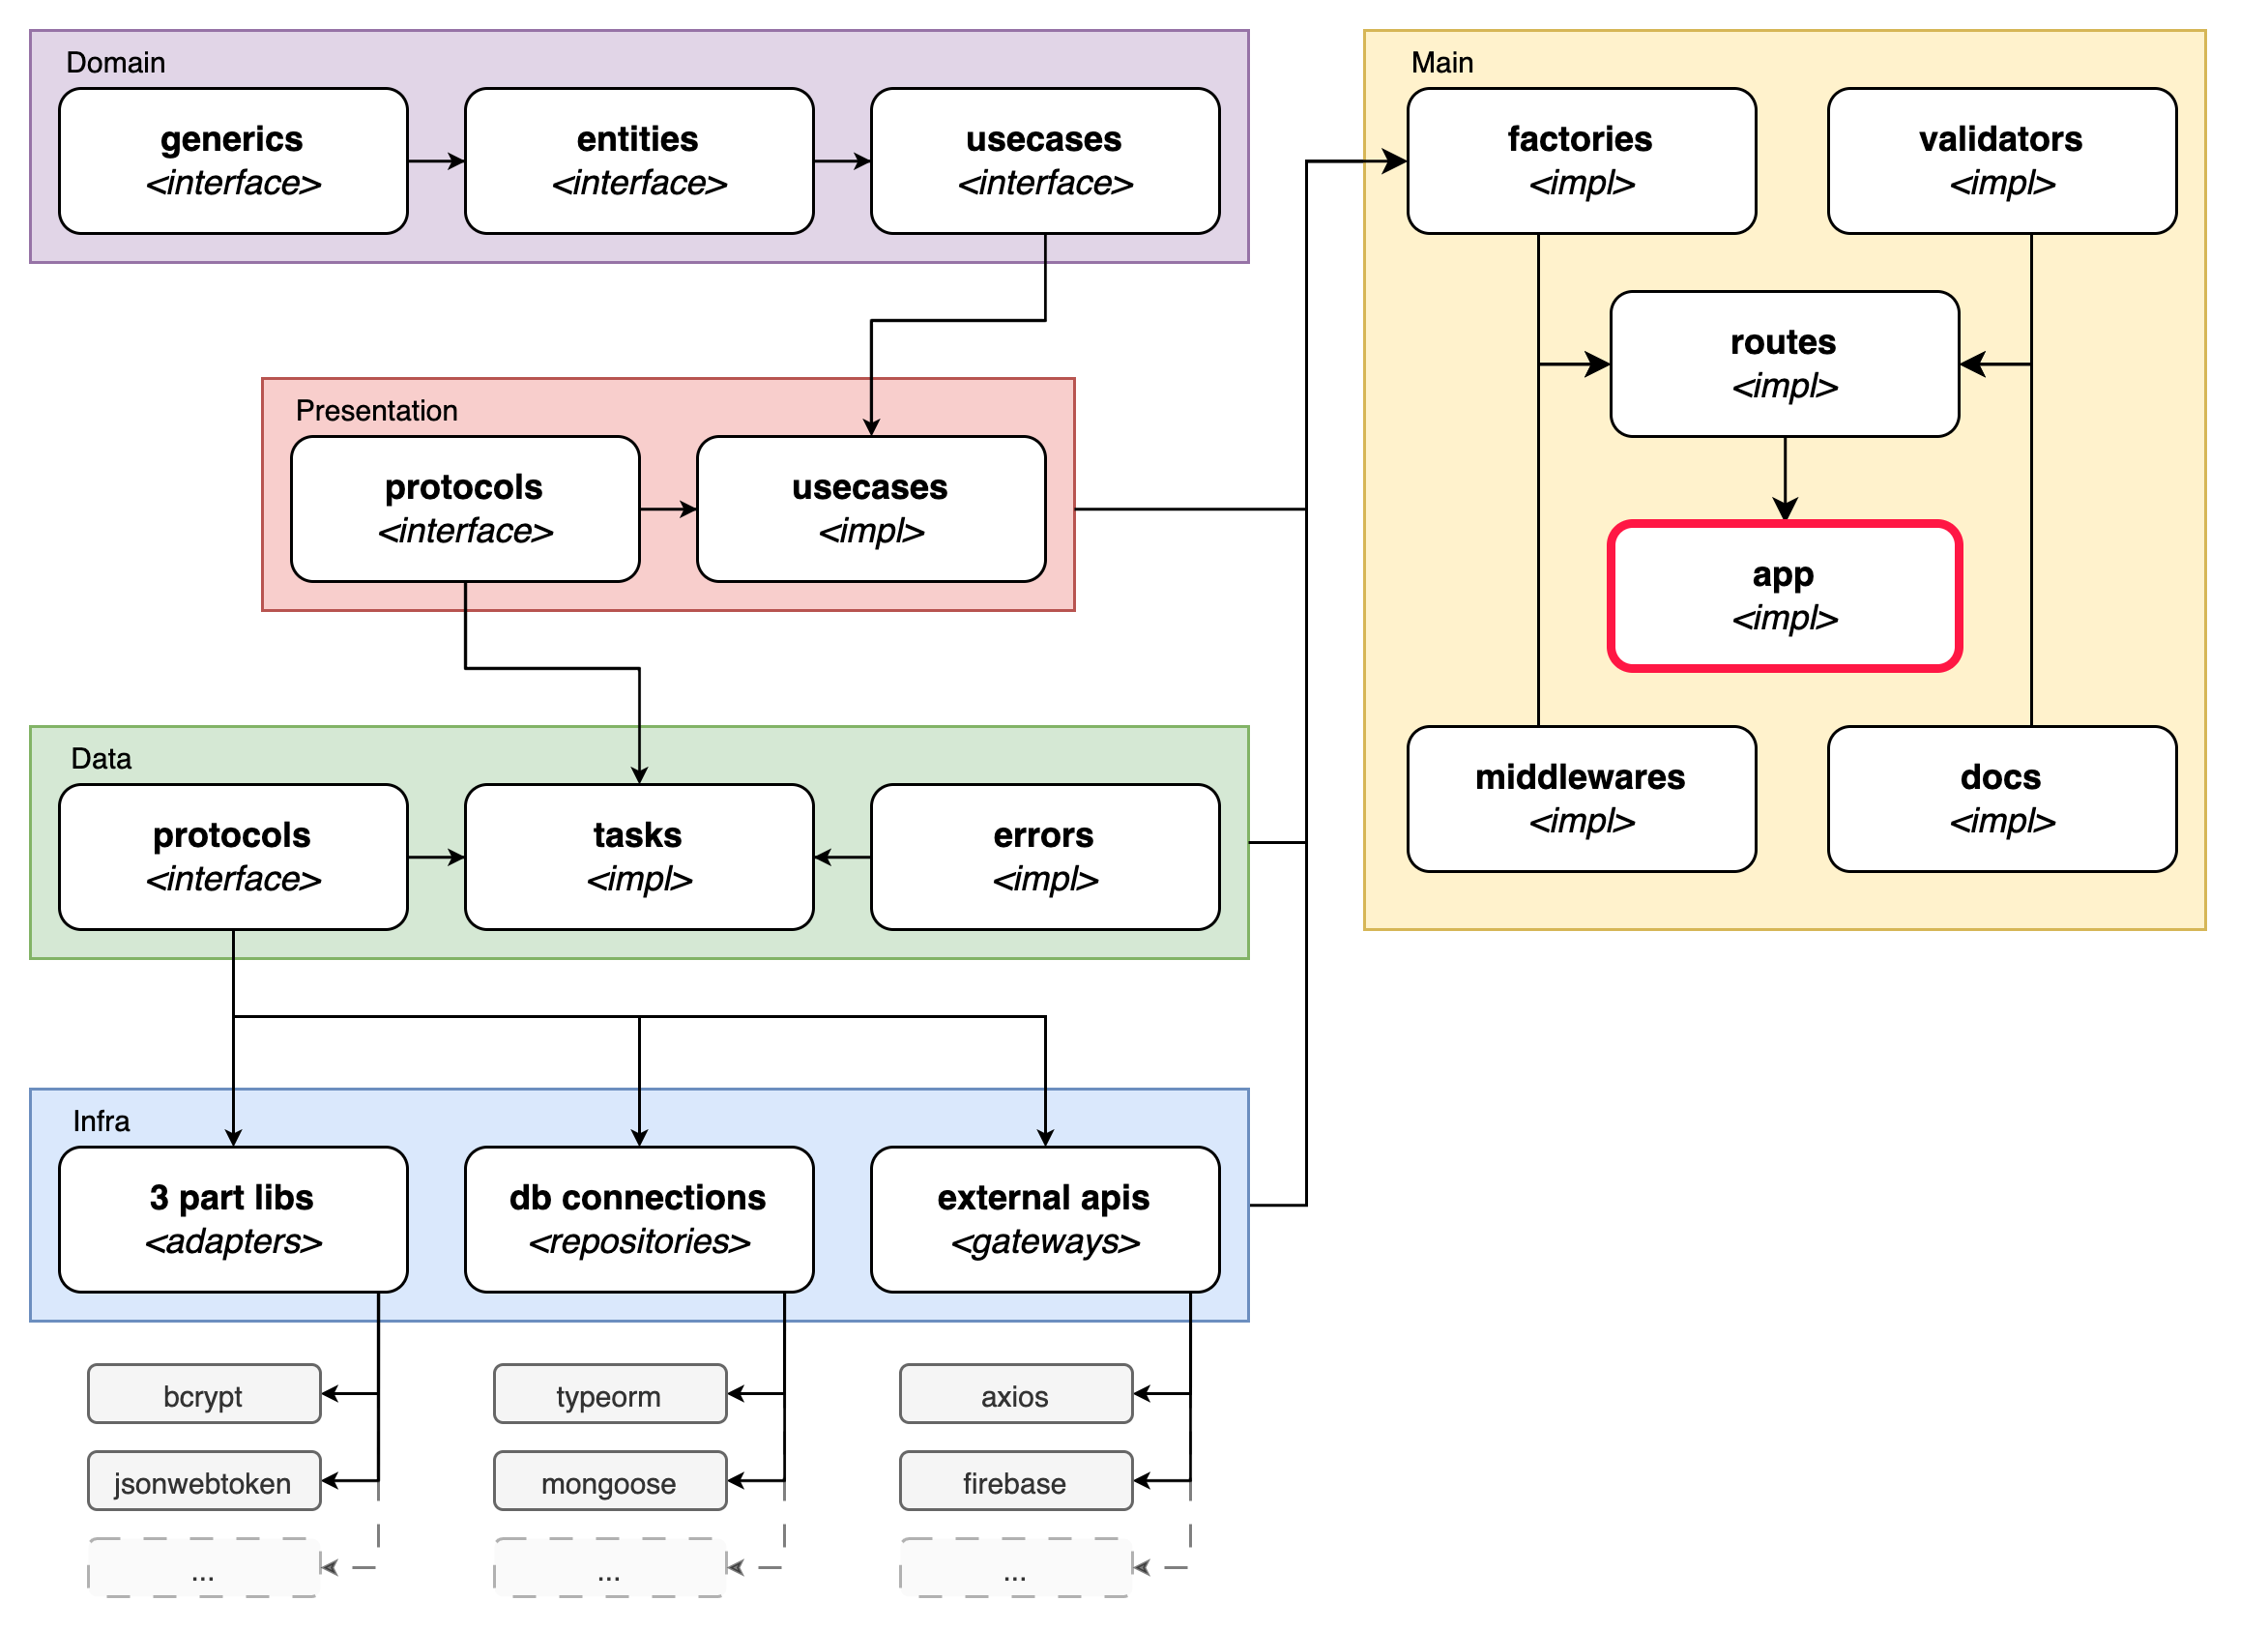 Domain
generics
<interface>
entities
<interface>
usecases
<interface>
Presentation
protocols
<interface>
usecases
<impl>
Data
protocols
<interface>
tasks
<impl>
errors
<impl>
Infra
3 part libs
<adapters>
db connections
<repositories>
external apis
<gateways>
bcrypt
typeorm
axios
jsonwebtoken
mongoose
firebase
...
...
...
Main
factories
<impl>
validators
<impl>
routes
<impl>
app
<impl>
middlewares
<impl>
docs
<impl>